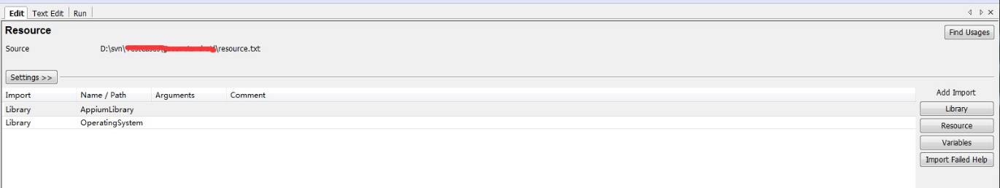 Edit Text Edit Run
Resource
Find Usages
Source D:\svn\ \resource.txt
Settings >>
Import Name / Path Arguments Comment
Add Import
Library AppiumLibrary
Library
Library OperatingSystem
Resource
Variables
Import Failed Help